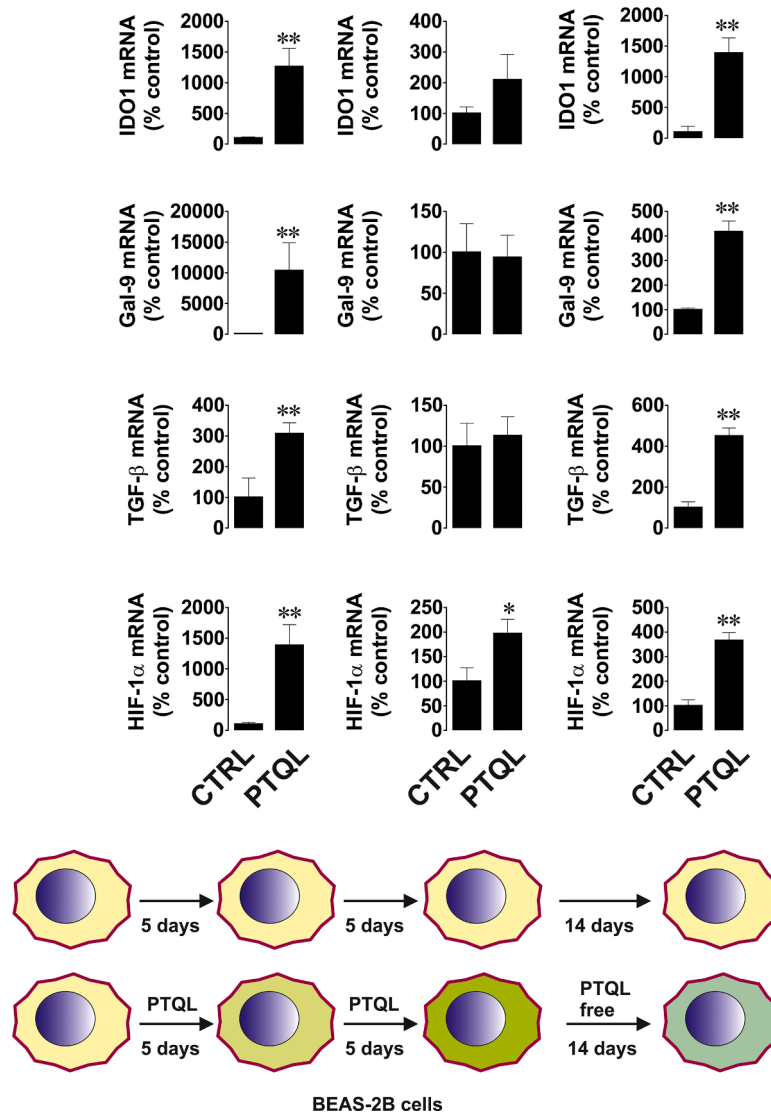 IDO1 mRNA
(% control)
2000
1500
1000
500
0
**
IDO1 mRNA
(% control)
400
300
200
100
0
IDO1 mRNA
(% control)
2000
1500
1000
500
0
**
Gal-9 mRNA
(% control)
20000
15000
10000
5000
0
**
Gal-9 mRNA
(% control)
150
100
50
0
Gal-9 mRNA
(% control)
500
400
300
200
100
0
**
TGF-β mRNA
(% control)
400
300
200
100
0
**
TGF-β mRNA
(% control)
150
100
50
0
TGF-β mRNA
(% control)
600
400
200
0
**
HIF-1α mRNA
(% control)
2000
1500
1000
500
0
**
HIF-1α mRNA
(% control)
250
200
150
100
50
0
*
HIF-1α mRNA
(% control)
500
400
300
200
100
0
**
CTRL
PTQL
CTRL
PTQL
CTRL
PTQL
5 days
5 days
14 days
PTQL
5 days
PTQL
5 days
PTQL
free
14 days
BEAS-2B cells